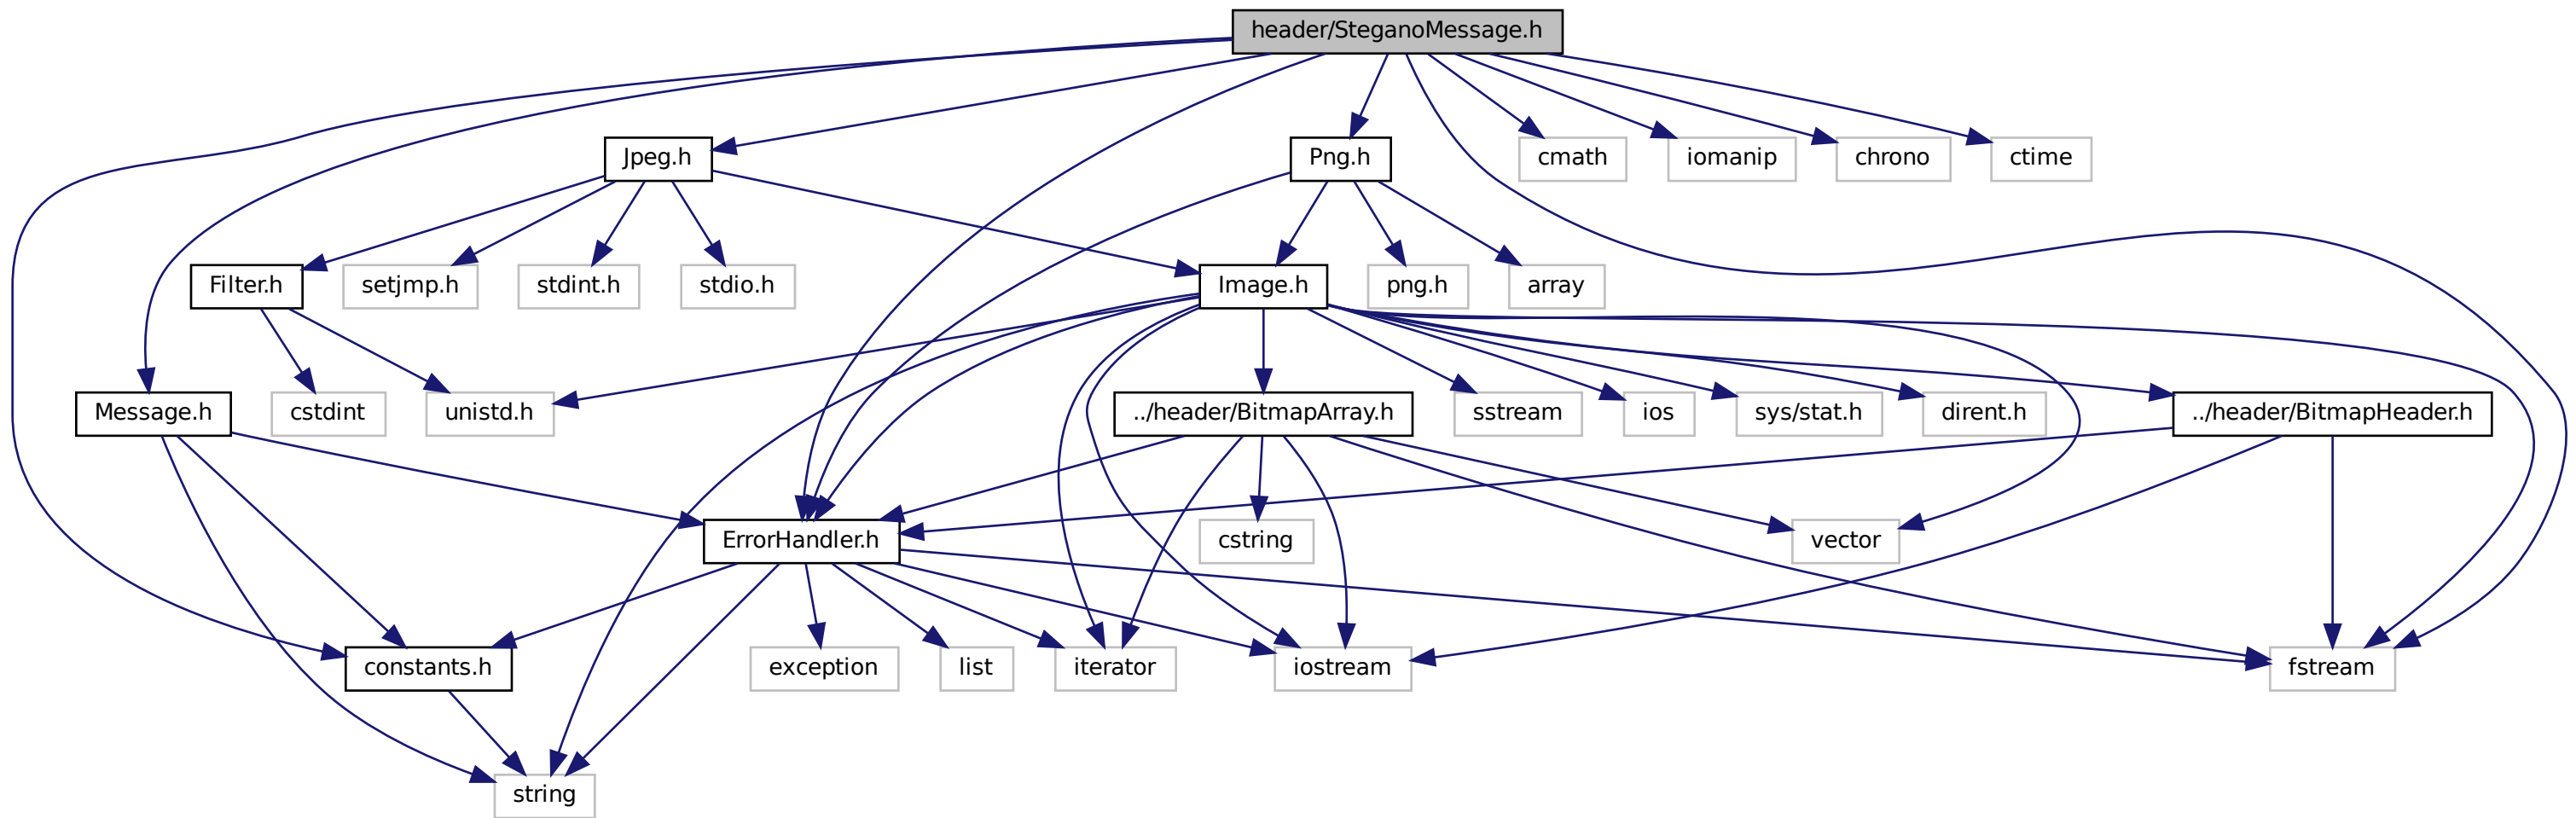 header/SteganoMessage.h
Jpeg.h
Png.h
cmath
iomanip
chrono
ctime
Filter.h
setjmp.h
stdint.h
stdio.h
Image.h
png.h
array
Message.h
cstdint
unistd.h
../header/BitmapArray.h
sstream
ios
sys/stat.h
dirent.h
../header/BitmapHeader.h
ErrorHandler.h
cstring
vector
constants.h
exception
list
iterator
iostream
fstream
string